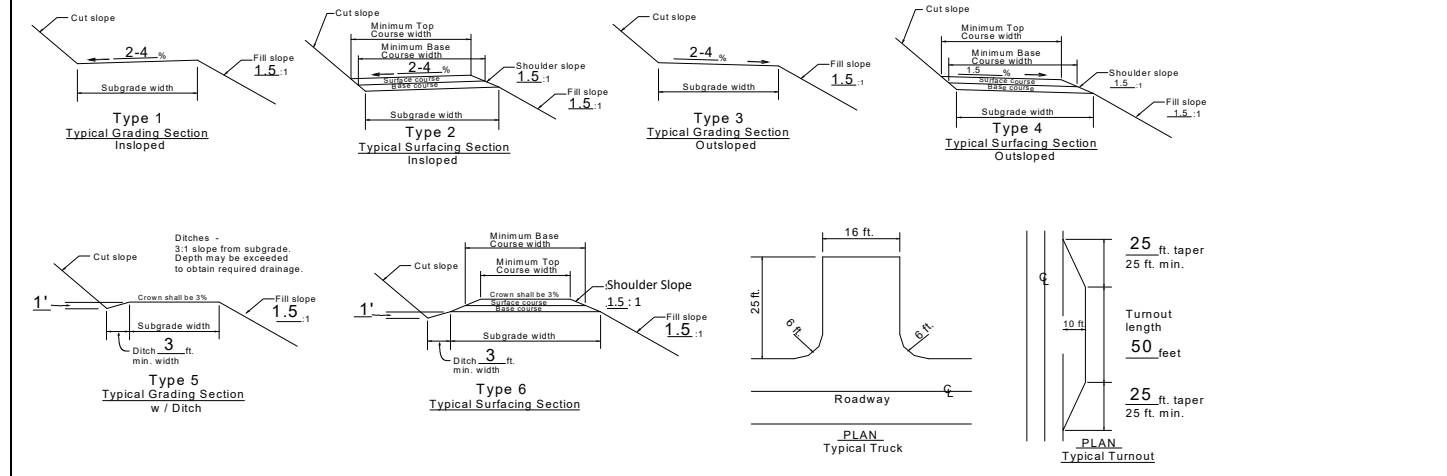 Cut slope
2-4 %
Fill slope
1.5 :1
Subgrade width
Type 1
Typical Grading Section
Insloped
Cut slope
Minimum Top
Course width
Minimum Base
Course width
2-4 %
Surface course
Base course
Shoulder slope
1.5 :1
Fill slope
1.5 :1
Subgrade width
Type 2
Typical Surfacing Section
Insloped
Cut slope
2-4 %
Fill slope
1.5 :1
Subgrade width
Type 3
Typical Grading Section
Outsloped
Cut slope
Minimum Top
Course width
Minimum Base
Course width
1.5 %
Surface course
Base course
Shoulder slope
1.5 :1
Fill slope
1.5 :1
Subgrade width
Type 4
Typical Surfacing Section
Outsloped
Ditches -
3:1 slope from subgrade.
Depth may be exceeded
to obtain required drainage.
Cut slope
1'
Crown shall be 3%
Fill slope
1.5 :1
Subgrade width
Ditch 3 ft.
min. width
Type 5
Typical Grading Section
w / Ditch
Minimum Base
Course width
Cut slope
Minimum Top
Course width
Crown shall be 3%
Surface course
Base course
Shoulder Slope
1.5 : 1
1'
Fill slope
1.5 :1
Subgrade width
Ditch 3 ft.
min. width
Type 6
Typical Surfacing Section
16 ft.
25 ft.
6 ft.
6 ft.
℄
Roadway
PLAN
Typical Truck
25 ft. taper
25 ft. min.
℄
10 ft.
Turnout
length
50 feet
25 ft. taper
25 ft. min.
PLAN
Typical Turnout